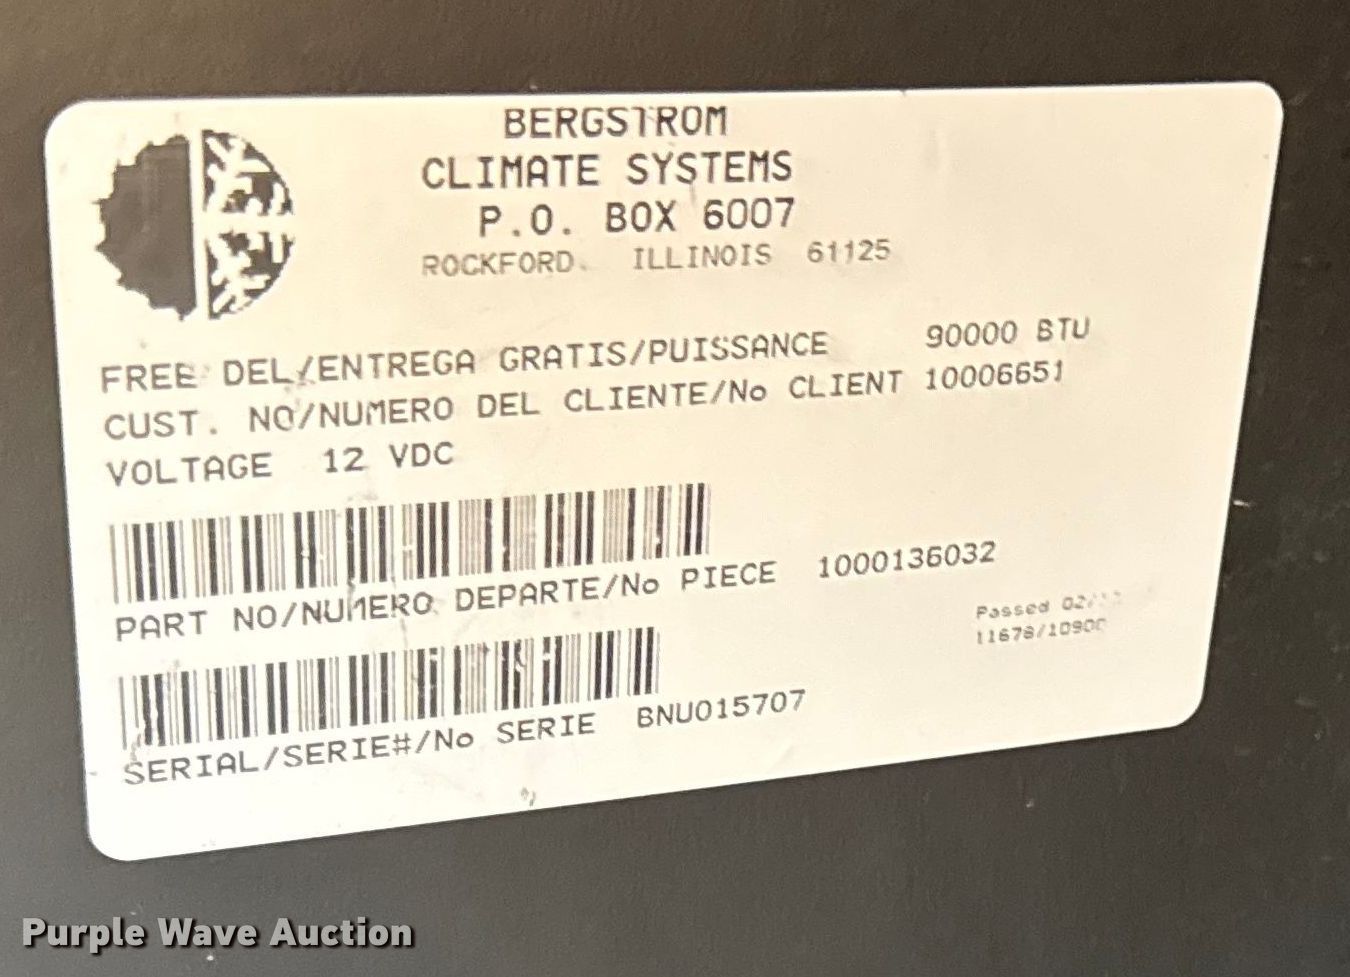 BERGSTROM
CLIMATE SYSTEMS
P.O. BOX 6007
ROCKFORD. ILLINOIS 61125
FREE DEL/ENTREGA GRATIS/PUISSANCE 90000 BTU
CUST. NO/NUMERO DEL CLIENTE/No CLIENT 10006651
VOLTAGE 12 VDC
PART NO/NUMERO DEPARTE/No PIECE 1000136032
Passed
11678/10900
SERIAL/SERIE#/No SERIE BNU015707
Purple Wave Auction